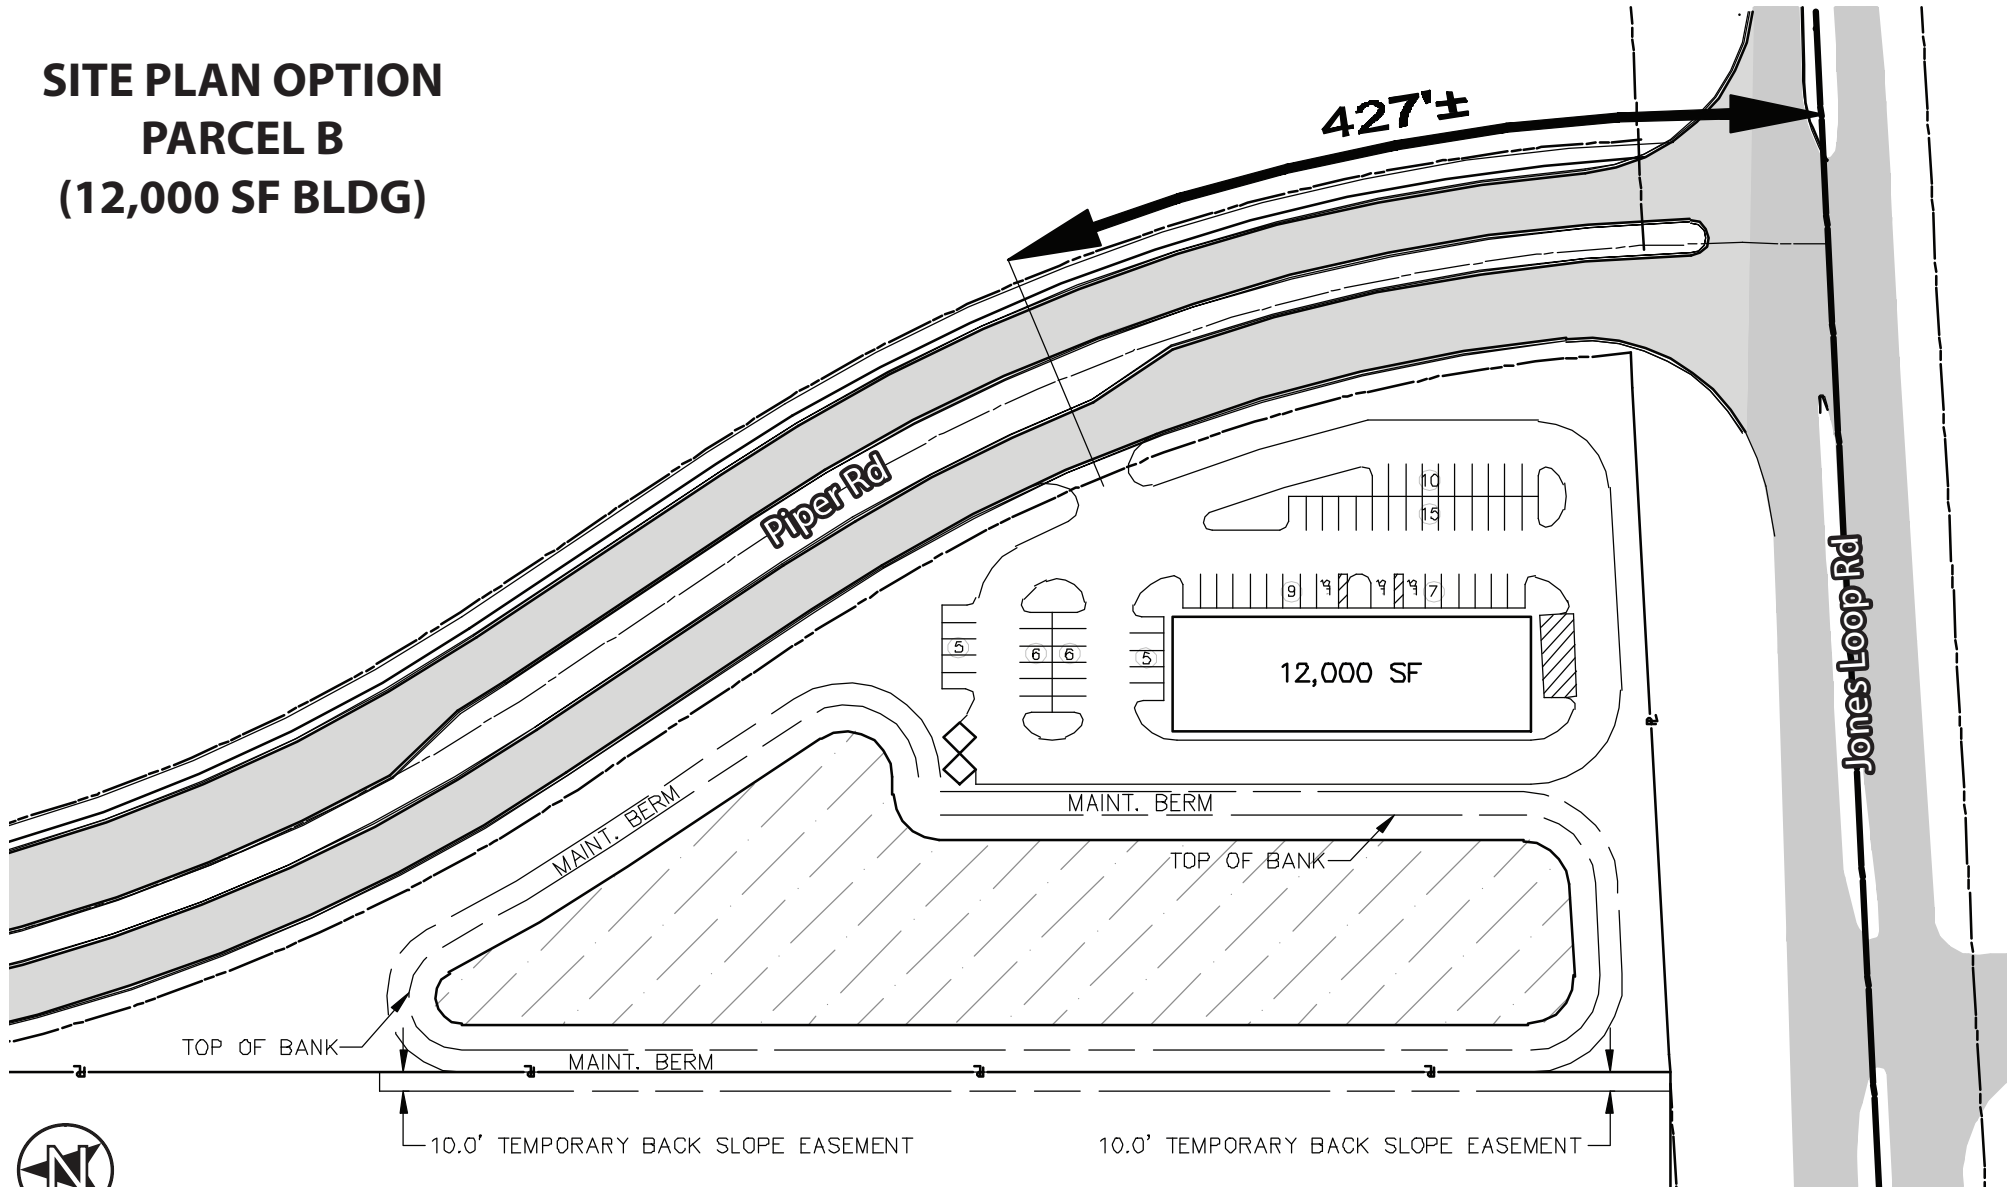 SITE PLAN OPTION
PARCEL B
(12,000 SF BLDG)
427'±
Piper Rd
Jones Loop Rd
10
15
9
7
5
6
6
5
12,000 SF
MAINT. BERM
MAINT. BERM
TOP OF BANK
TOP OF BANK
MAINT. BERM
10.0' TEMPORARY BACK SLOPE EASEMENT
10.0' TEMPORARY BACK SLOPE EASEMENT
N